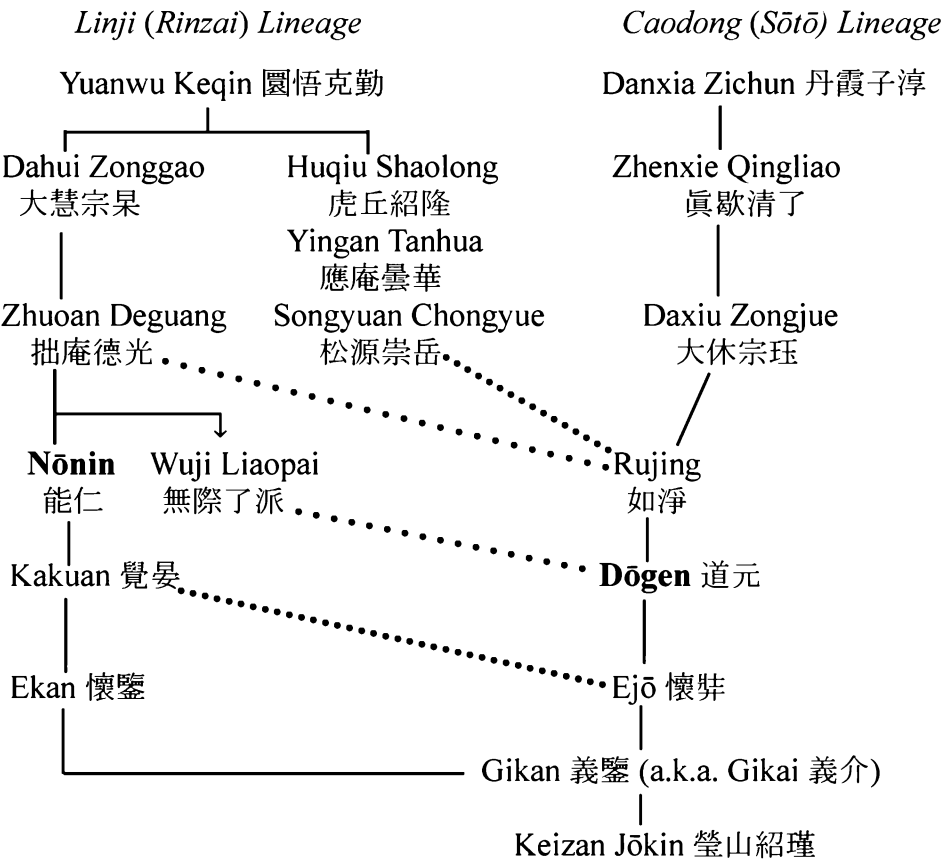 Linji (Rinzai) Lineage
Caodong (Sōtō) Lineage
Yuanwu Keqin 圜悟克勤
Danxia Zichun 丹霞子淳
Dahui Zonggao
大慧宗杲
Huqiu Shaolong
虎丘紹隆
Zhenxie Qingliao
眞歇清了
Yingan Tanhua
應庵曇華
Zhuoan Deguang
拙庵德光
Songyuan Chongyue
松源崇岳
Daxiu Zongjue
大休宗珏
Nōnin
能仁
Wuji Liaopai
無際了派
Rujing
如淨
Kakuan 覺晏
Dōgen 道元
Ekan 懷鑒
Ejō 懷弉
Gikan 義鑒 (a.k.a. Gikai 義介)
Keizan Jōkin 瑩山紹瑾